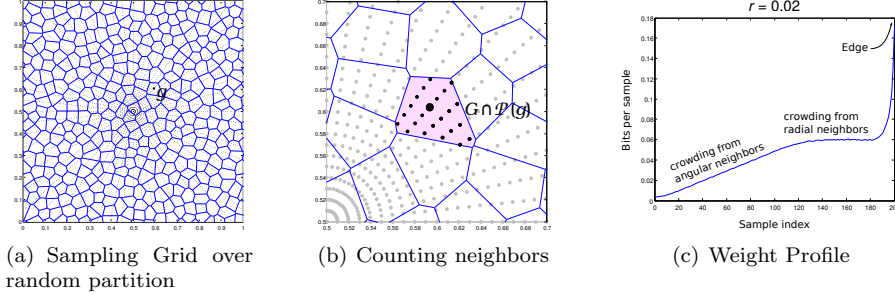 1
0.9
0.8
0.7
0.6
0.5
0.4
0.3
0.2
0.1
0
0 0.1 0.2 0.3 0.4 0.5 0.6 0.7 0.8 0.9 1
g
(a) Sampling Grid over
random partition
0.7
0.68
0.66
0.64
0.62
0.6
0.58
0.56
0.54
0.52
0.5
0.5 0.52 0.54 0.56 0.58 0.6 0.62 0.64 0.66 0.68 0.7
G∩P(g)
(b) Counting neighbors
r = 0.02
Bits per sample
0.18
0.16
0.14
0.12
0.10
0.08
0.06
0.04
0.02
0.00
0 20 40 60 80 100 120 140 160 180 200
Edge
crowding from
radial neighbors
crowding from
angular neighbors
Sample index
(c) Weight Profile